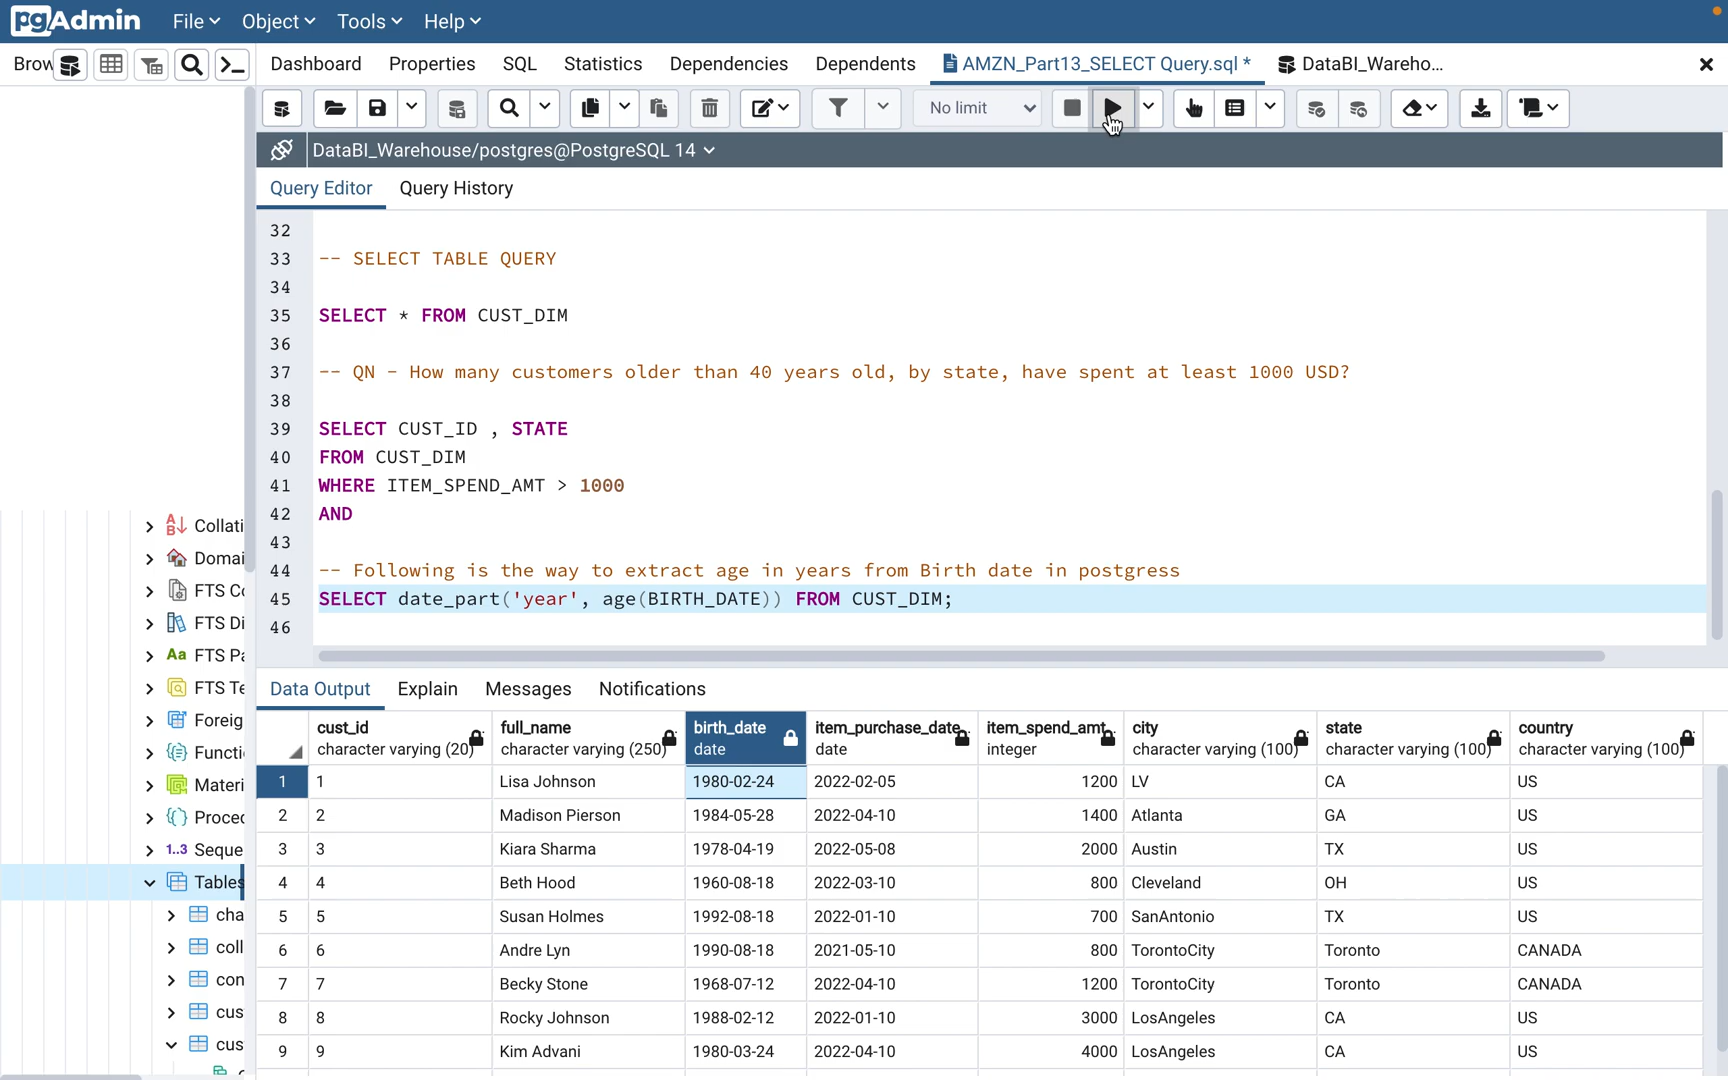 pgAdmin File Object Tools Help
Brow Dashboard Properties SQL Statistics Dependencies Dependents AMZN_Part13_SELECT Query.sql * DataBI_Wareho...
No limit
DataBI_Warehouse/postgres@PostgreSQL 14
Query Editor Query History
32
33 -- SELECT TABLE QUERY
34
35 SELECT * FROM CUST_DIM
36
37 -- QN - How many customers older than 40 years old, by state, have spent at least 1000 USD?
38
39 SELECT CUST_ID , STATE
40 FROM CUST_DIM
41 WHERE ITEM_SPEND_AMT > 1000
42 AND
43
44 -- Following is the way to extract age in years from Birth date in postgress
45 SELECT date_part('year', age(BIRTH_DATE)) FROM CUST_DIM;
46
Collati
Domai
FTS Co
FTS Di
Aa FTS Pa
FTS Te
Foreig
Functi
Materi
Proced
1..3 Seque
Tables
cha
coll
con
cus
cus
Data Output Explain Messages Notifications
cust_id full_name birth_date item_purchase_date item_spend_amt city state country
character varying (20) character varying (250) date date integer character varying (100) character varying (100) character varying (100)
1 1 Lisa Johnson 1980-02-24 2022-02-05 1200 LV CA US
2 2 Madison Pierson 1984-05-28 2022-04-10 1400 Atlanta GA US
3 3 Kiara Sharma 1978-04-19 2022-05-08 2000 Austin TX US
4 4 Beth Hood 1960-08-18 2022-03-10 800 Cleveland OH US
5 5 Susan Holmes 1992-08-18 2022-01-10 700 SanAntonio TX US
6 6 Andre Lyn 1990-08-18 2021-05-10 800 TorontoCity Toronto CANADA
7 7 Becky Stone 1968-07-12 2022-04-10 1200 TorontoCity Toronto CANADA
8 8 Rocky Johnson 1988-02-12 2022-01-10 3000 LosAngeles CA US
9 9 Kim Advani 1980-03-24 2022-04-10 4000 LosAngeles CA US